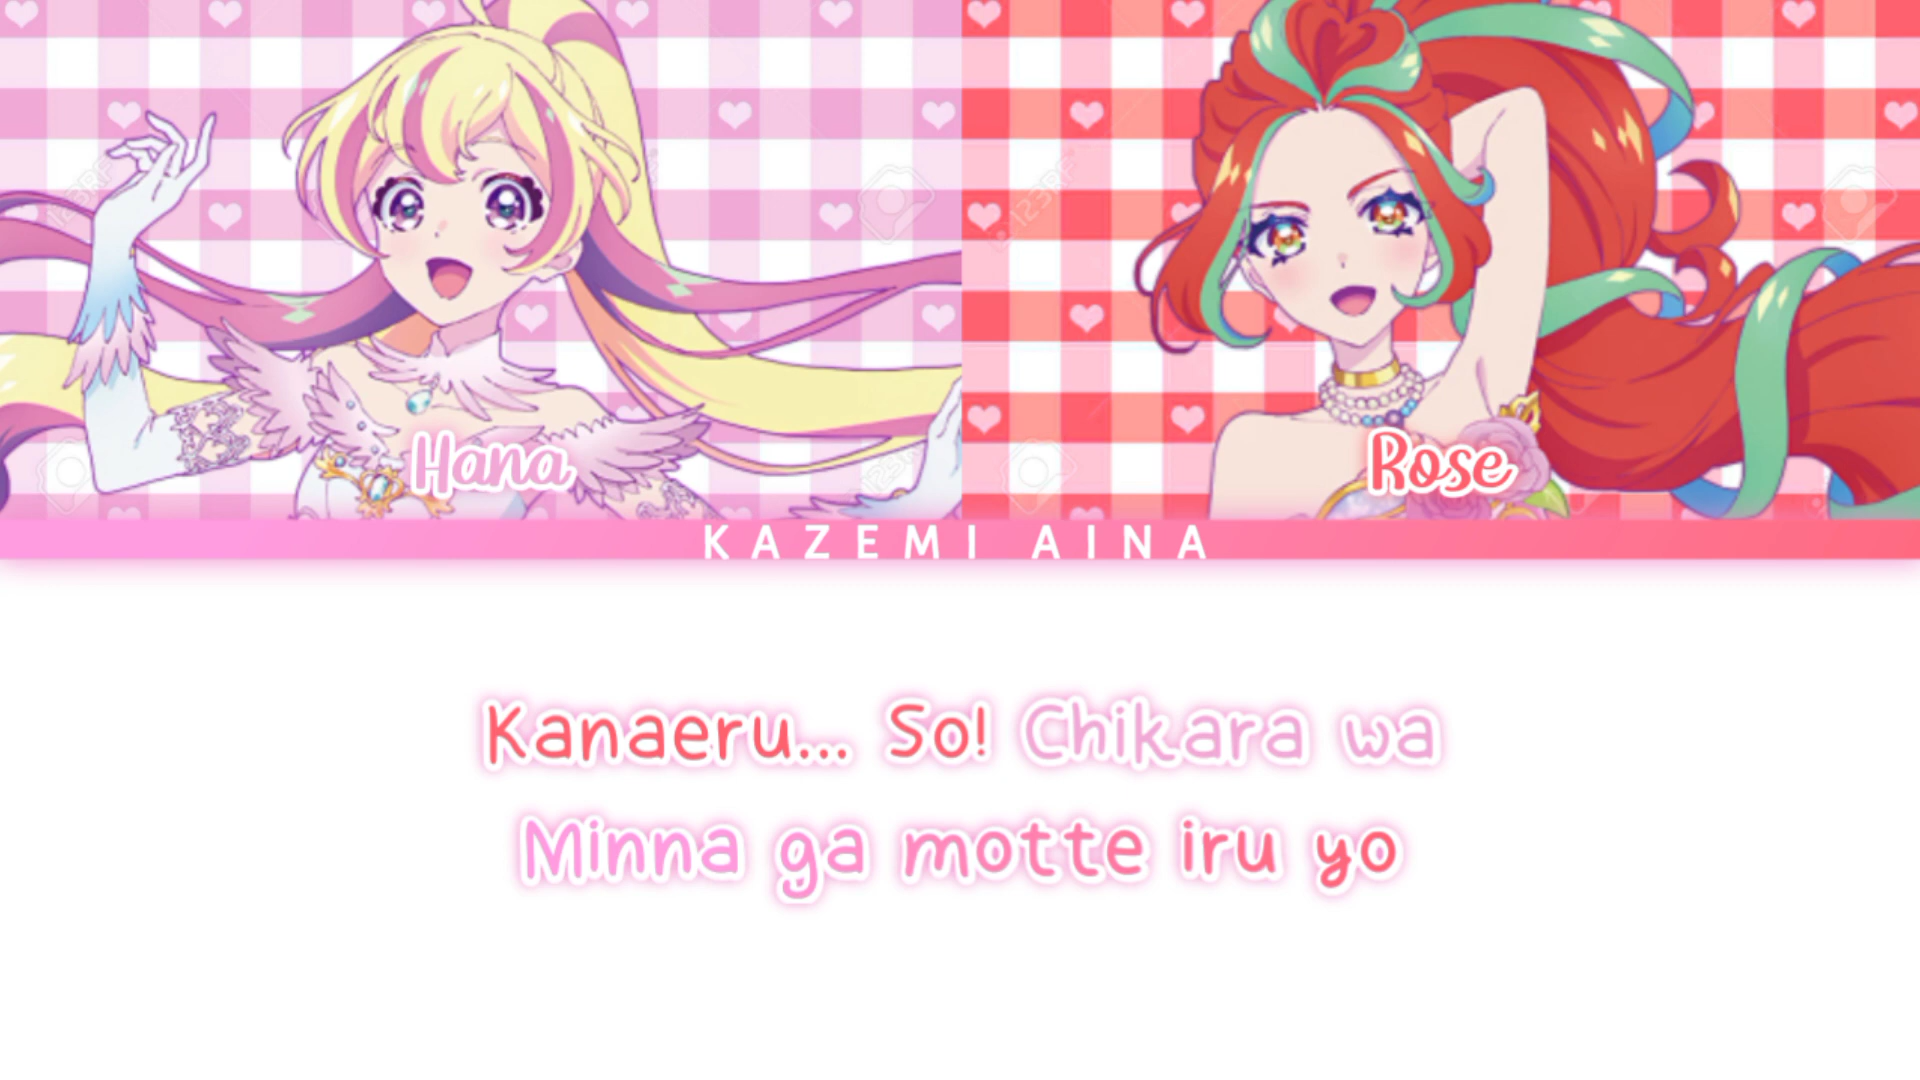 Hana
Rose
KAZEMI AINA
Kanaeru... So! Chikara wa
Minna ga motte iru yo